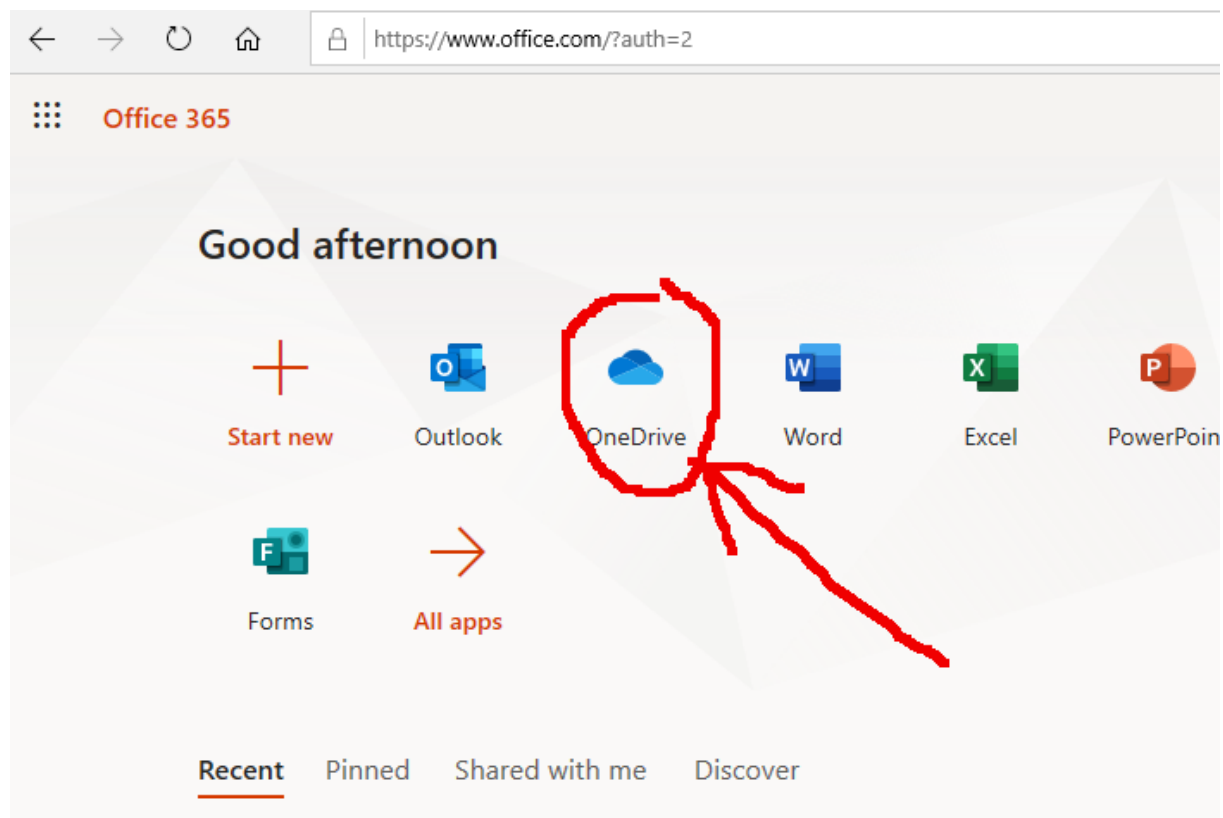 https://www.office.com/?auth=2
Office 365
Good afternoon
Start new
Outlook
OneDrive
Word
Excel
PowerPoin
Forms
All apps
Recent Pinned Shared with me Discover